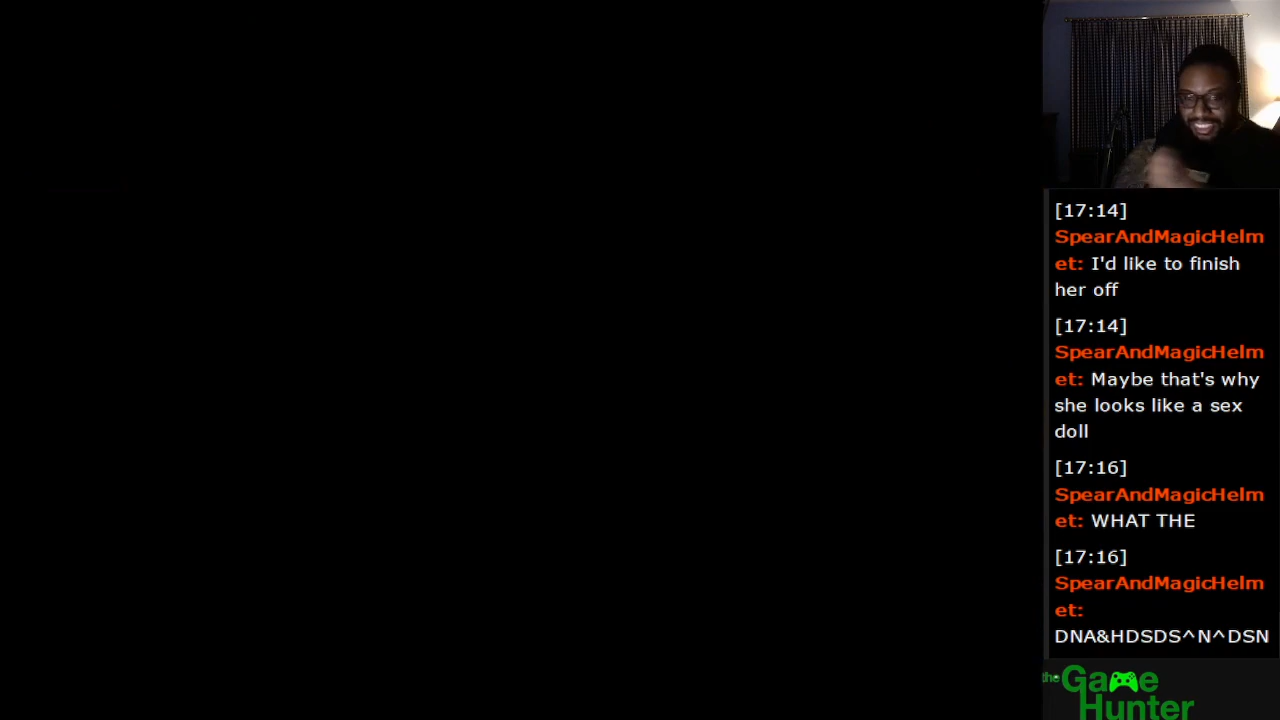 [17:14]
SpearAndMagicHelm
et: I'd like to finish
her off
[17:14]
SpearAndMagicHelm
et: Maybe that's why
she looks like a sex
doll
[17:16]
SpearAndMagicHelm
et: WHAT THE
[17:16]
SpearAndMagicHelm
et:
DNA&HDSDS^N^DSN
the Game
Hunter